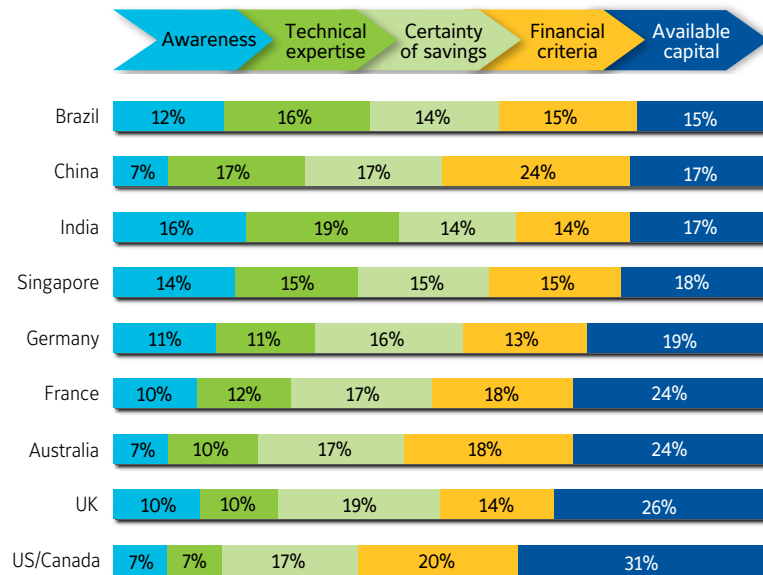 Awareness Technical expertise Certainty of savings Financial criteria Available capital
Brazil 12% 16% 14% 15% 15%
China 7% 17% 17% 24% 17%
India 16% 19% 14% 14% 17%
Singapore 14% 15% 15% 15% 18%
Germany 11% 11% 16% 13% 19%
France 10% 12% 17% 18% 24%
Australia 7% 10% 17% 18% 24%
UK 10% 10% 19% 14% 26%
US/Canada 7% 7% 17% 20% 31%